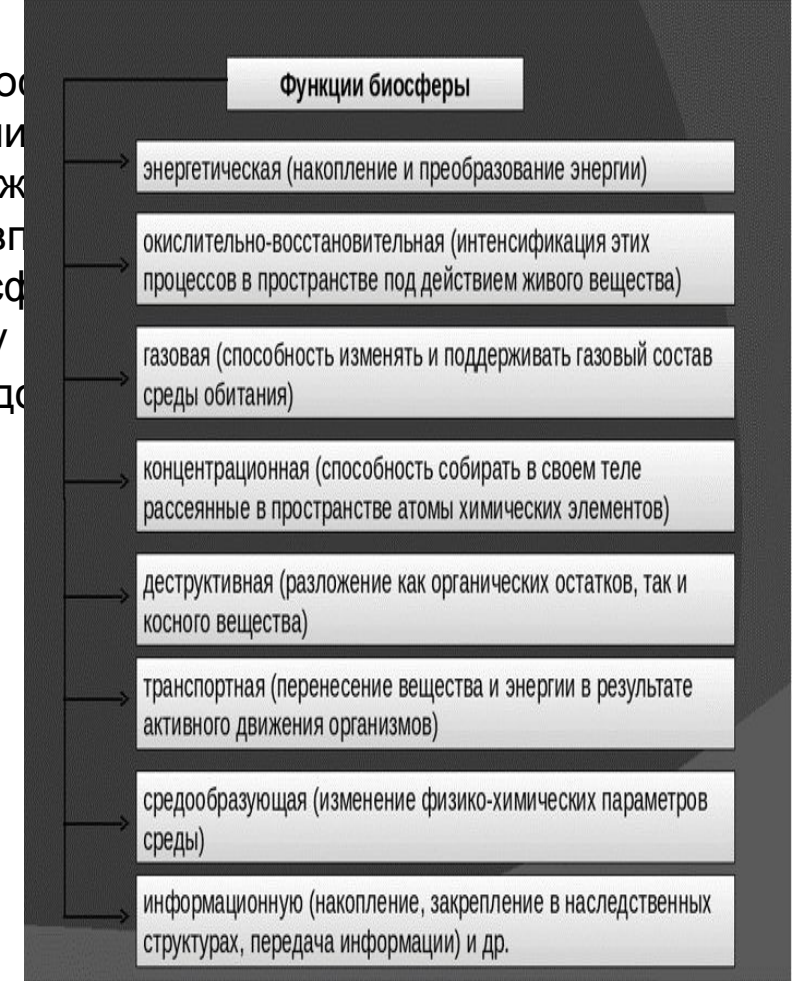 Функции биосферы
энергетическая (накопление и преобразование энергии)
окислительно-восстановительная (интенсификация этих
процессов в пространстве под действием живого вещества)
газовая (способность изменять и поддерживать газовый состав
среды обитания)
концентрационная (способность собирать в своем теле
рассеянные в пространстве атомы химических элементов)
деструктивная (разложение как органических остатков, так и
косного вещества)
транспортная (перенесение вещества и энергии в результате
активного движения организмов)
средообразующая (изменение физико-химических параметров
среды)
информационную (накопление, закрепление в наследственных
структурах, передача информации) и др.